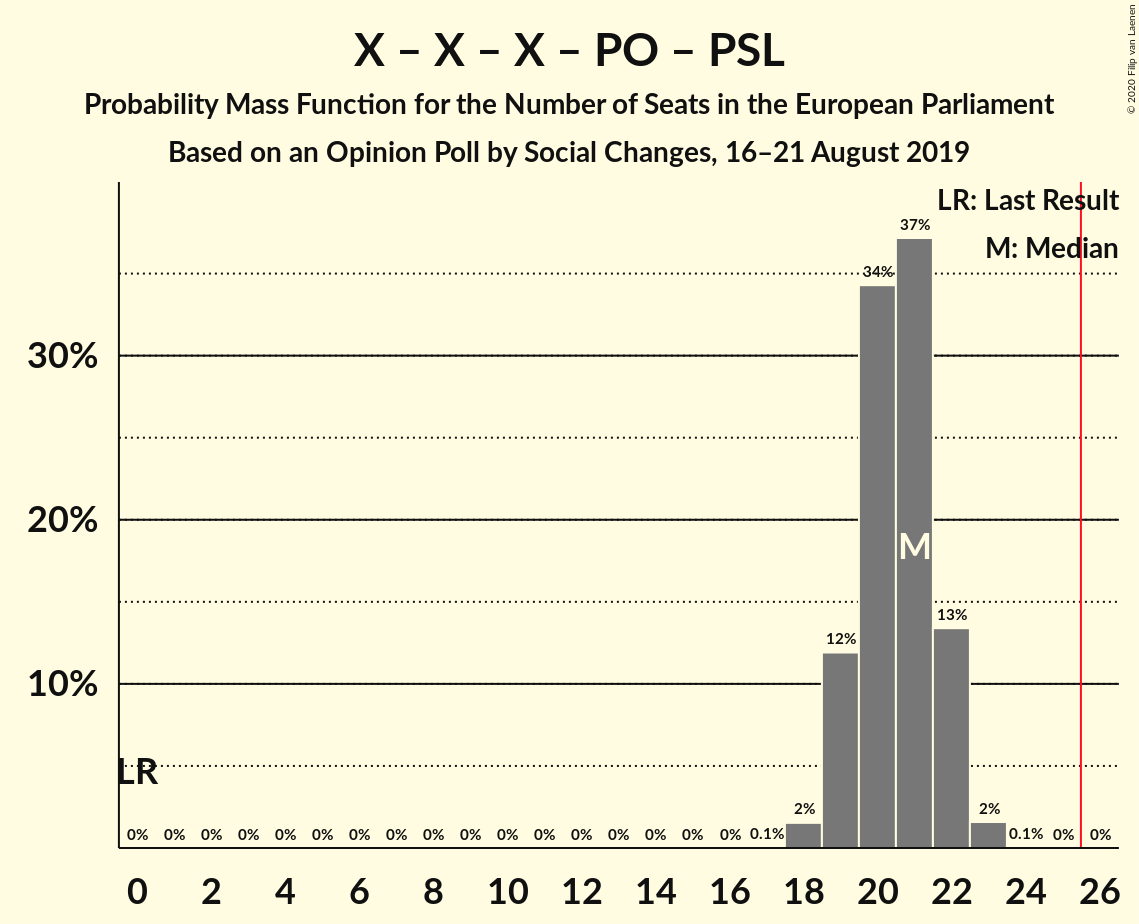 X – X – X – PO – PSL
Probability Mass Function for the Number of Seats in the European Parliament
Based on an Opinion Poll by Social Changes, 16–21 August 2019
© 2020 Filip van Laenen
LR: Last Result
M: Median
37%
34%
30%
20%
M
13%
12%
10%
LR
2% 2%
0% 0% 0% 0% 0% 0% 0% 0% 0% 0% 0% 0% 0% 0% 0% 0% 0% 0.1% 0.1% 0% 0%
0 2 4 6 8 10 12 14 16 18 20 22 24 26